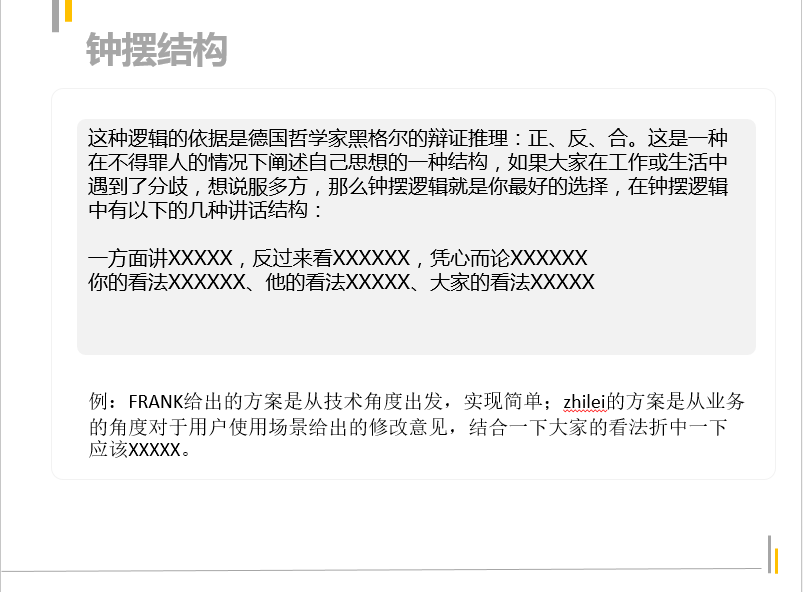 钟摆结构
这种逻辑的依据是德国哲学家黑格尔的辩证推理：正、反、合。这是一种
在不得罪人的情况下阐述自己思想的一种结构，如果大家在工作或生活中
遇到了分歧，想说服多方，那么钟摆逻辑就是你最好的选择，在钟摆逻辑
中有以下的几种讲话结构：
一方面讲XXXXX，反过来看XXXXXX，凭心而论XXXXXX
你的看法XXXXXX、他的看法XXXXX、大家的看法XXXXX
例：FRANK给出的方案是从技术角度出发，实现简单；zhilei的方案是从业务
的角度对于用户使用场景给出的修改意见，结合一下大家的看法折中一下
应该XXXXX。